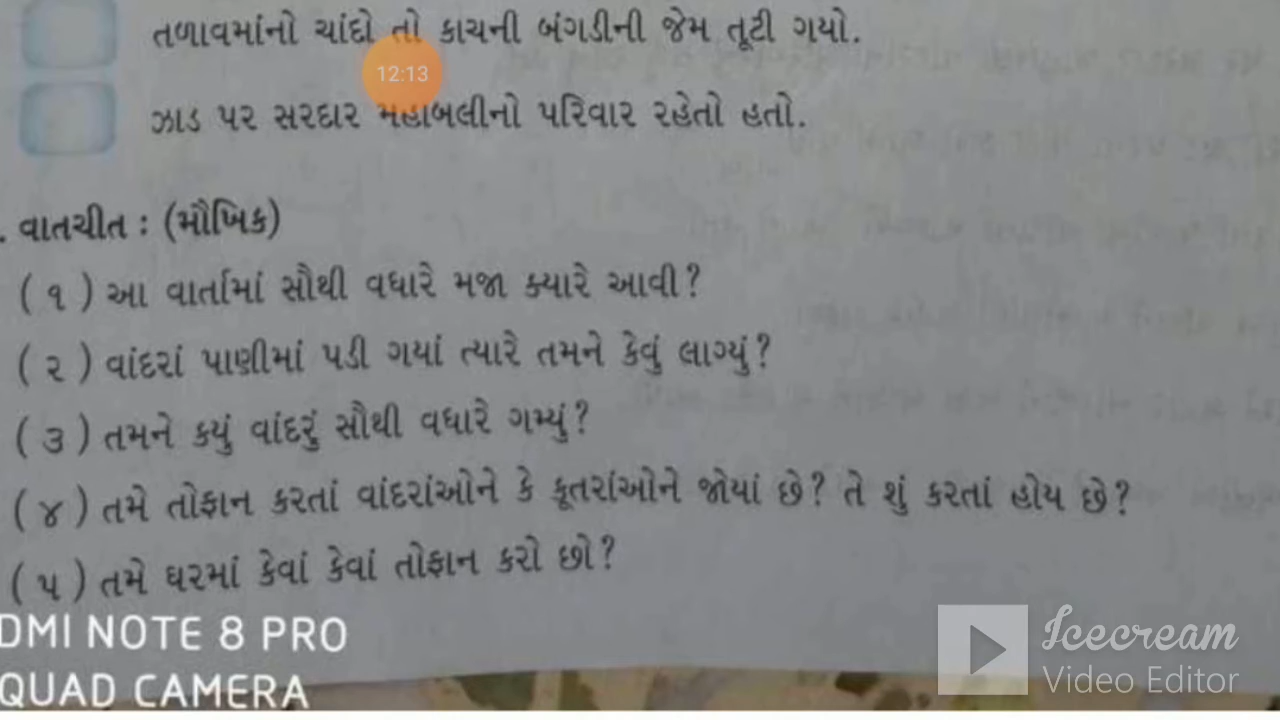 તળાવમાંનો ચાંદો તો કાચની બંગડીની જેમ તૂટી ગયો.
12:13
ઝાડ પર સરદાર મહાબલીનો પરિવાર રહેતો હતો.
. વાતચીત : (મૌખિક)
(૧) આ વાર્તામાં સૌથી વધારે મજા ક્યારે આવી?
(૨) વાંદરાં પાણીમાં પડી ગયાં ત્યારે તમને કેવું લાગ્યું?
(૩) તમને કયું વાંદરું સૌથી વધારે ગમ્યું?
(૪) તમે તોફાન કરતાં વાંદરાંઓને કે કૂતરાંઓને જોયાં છે? તે શું કરતાં હોય છે?
(૫) તમે ઘરમાં કેવાં કેવાં તોફાન કરો છો?
DMI NOTE 8 PRO
QUAD CAMERA
Icecream
Video Editor